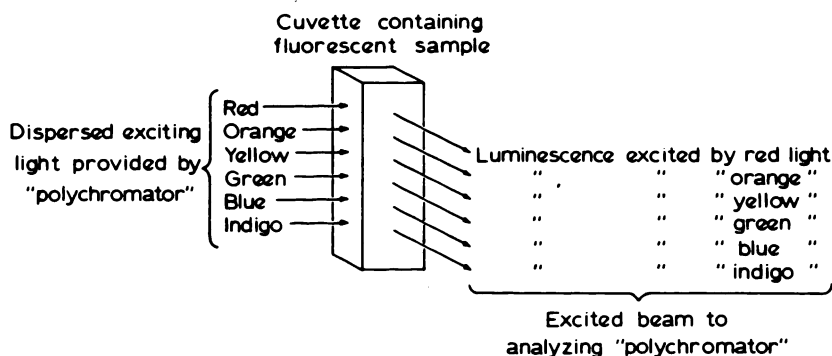 Cuvette containing
fluorescent sample
Dispersed exciting
light provided by
"polychromator"
Red
Orange
Yellow
Green
Blue
Indigo
Luminescence excited by red light
" " " orange "
" " " yellow "
" " " green "
" " " blue "
" " " indigo "
Excited beam to
analyzing "polychromator"